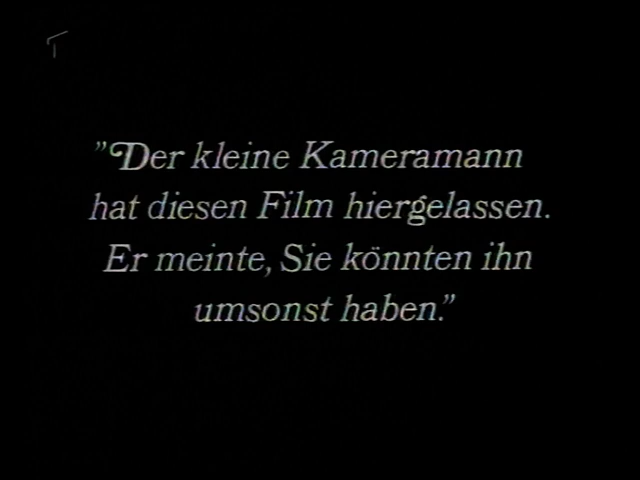 "Der kleine Kameramann
hat diesen Film hiergelassen.
Er meinte, Sie könnten ihn
umsonst haben."